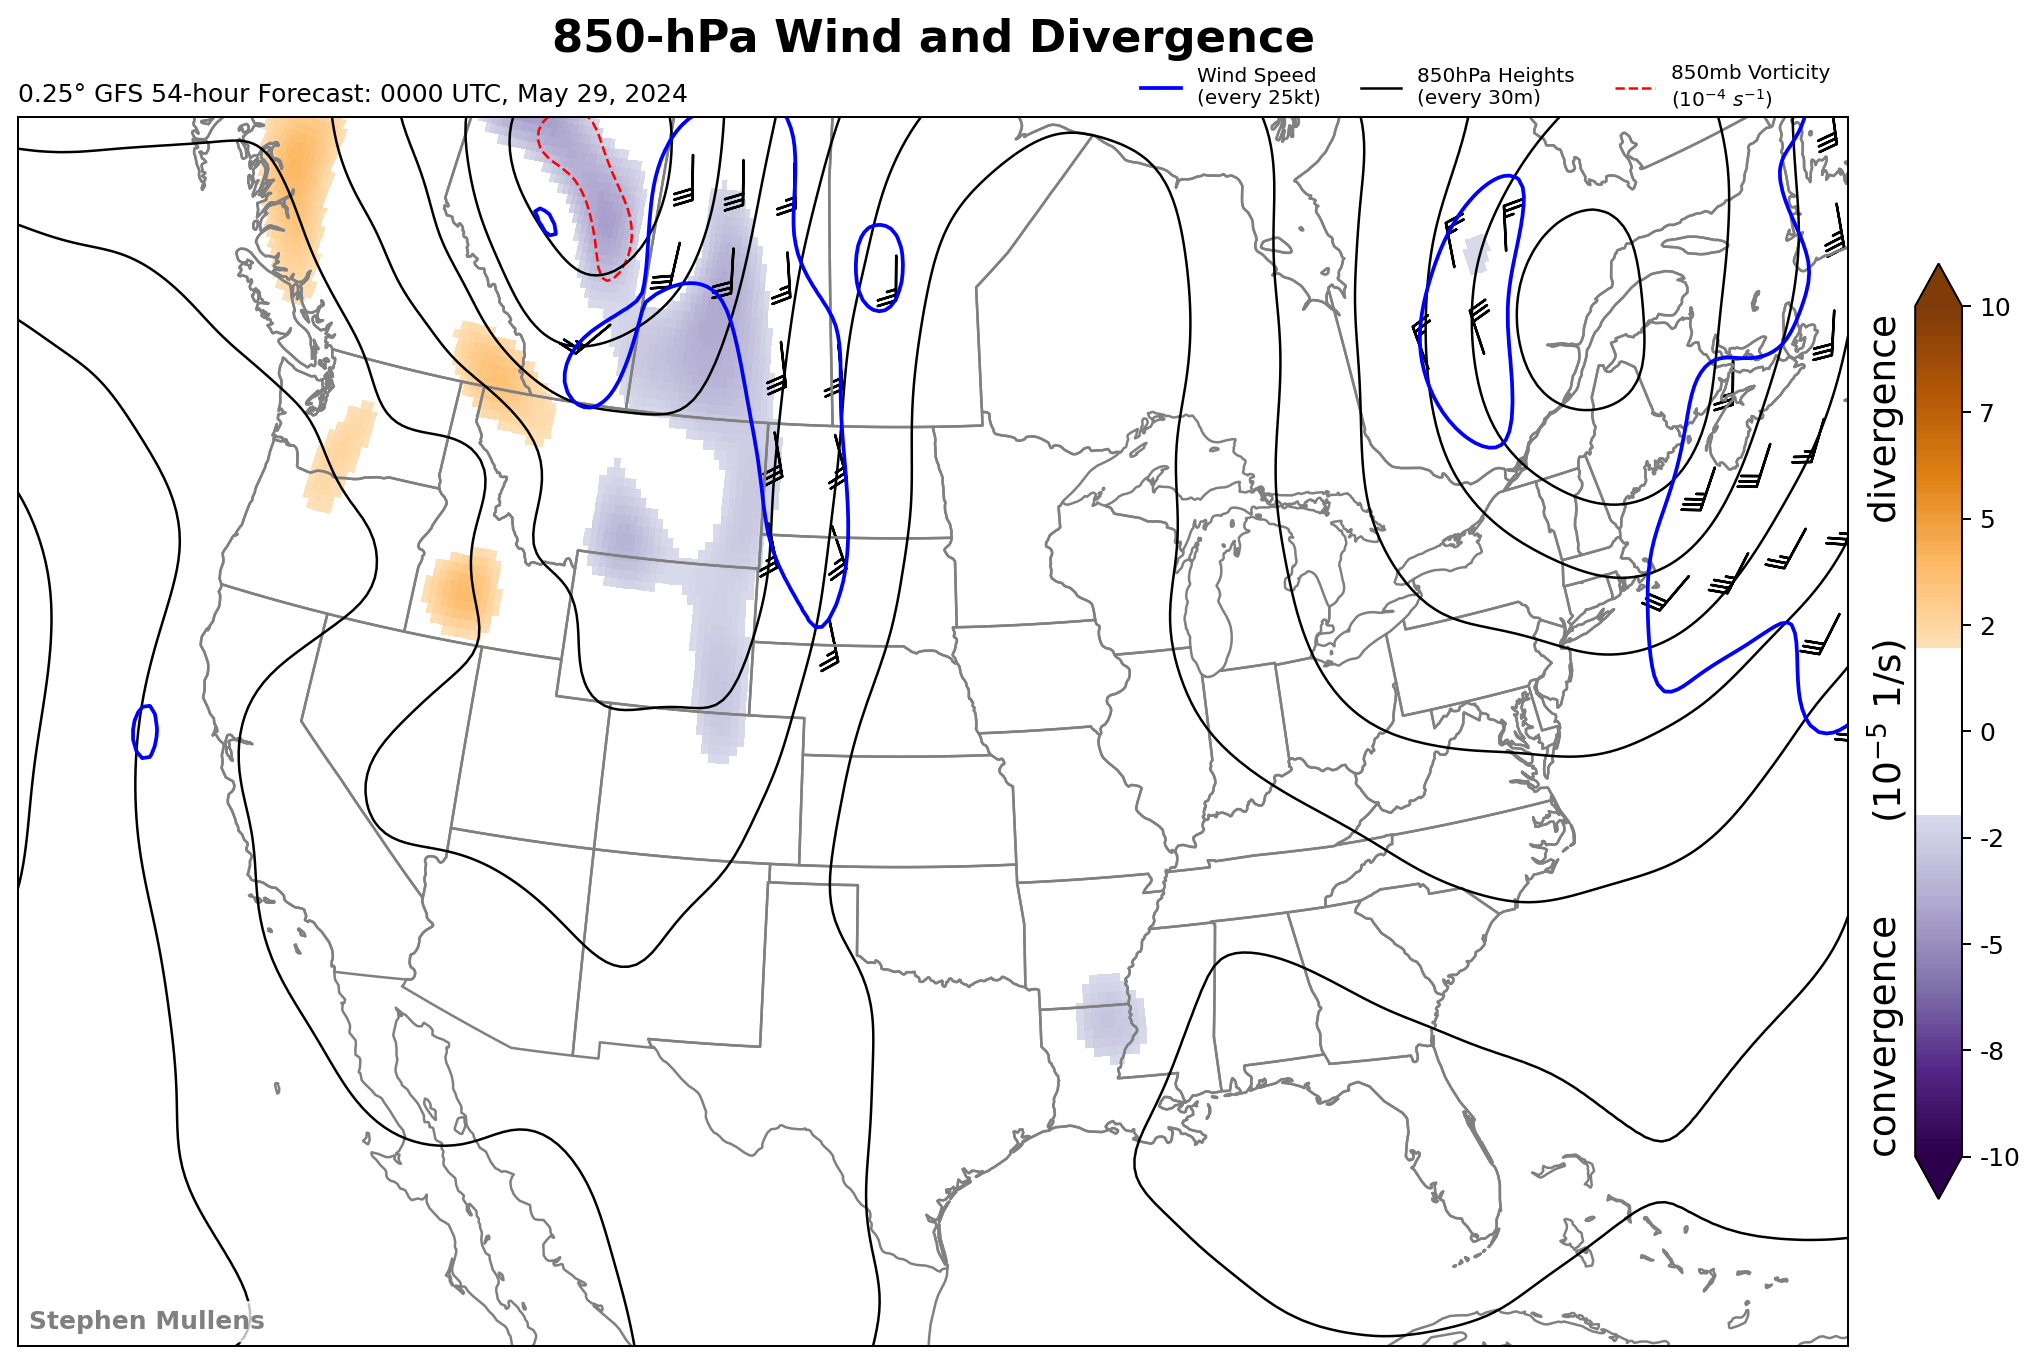 850-hPa Wind and Divergence
0.25° GFS 54-hour Forecast: 0000 UTC, May 29, 2024
Wind Speed
(every 25kt)
850hPa Heights
(every 30m)
850mb Vorticity
(10⁻⁴ s⁻¹)
10
7
5
2
0
-2
-5
-8
-10
convergence (10⁻⁵ 1/s) divergence
Stephen Mullens